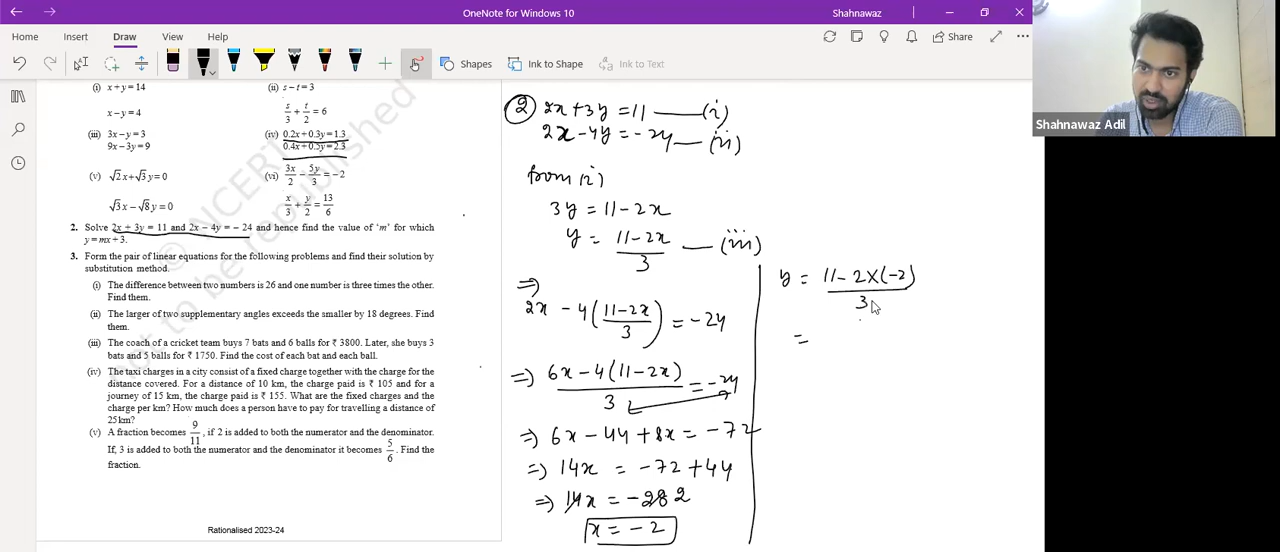 OneNote for Windows 10
Shahnawaz
Home Insert Draw View Help
Share
Shapes Ink to Shape Ink to Text
Shahnawaz Adil
(i) x + y = 14 (ii) s – t = 3
x – y = 4 s/3 + t/2 = 6
(iii) 3x – y = 3 (iv) 0.2x + 0.3y = 1.3
9x – 3y = 9 0.4x + 0.5y = 2.3
(v) √2x + √3y = 0 (vi) 3x/2 – 5y/3 = –2
√3x – √8y = 0 x/3 + y/2 = 13/6
2. Solve 2x + 3y = 11 and 2x – 4y = – 24 and hence find the value of 'm' for which
y = mx + 3.
3. Form the pair of linear equations for the following problems and find their solution by
substitution method.
(i) The difference between two numbers is 26 and one number is three times the other.
Find them.
(ii) The larger of two supplementary angles exceeds the smaller by 18 degrees. Find
them.
(iii) The coach of a cricket team buys 7 bats and 6 balls for ₹ 3800. Later, she buys 3
bats and 5 balls for ₹ 1750. Find the cost of each bat and each ball.
(iv) The taxi charges in a city consist of a fixed charge together with the charge for the
distance covered. For a distance of 10 km, the charge paid is ₹ 105 and for a
journey of 15 km, the charge paid is ₹ 155. What are the fixed charges and the
charge per km? How much does a person have to pay for travelling a distance of
25 km?
(v) A fraction becomes 9/11, if 2 is added to both the numerator and the denominator.
If, 3 is added to both the numerator and the denominator it becomes 5/6. Find the
fraction.
Rationalised 2023-24
© NCERT
not to be republished
② 2x + 3y = 11 — (i)
2x - 4y = -24 — (ii)
from (i)
3y = 11 - 2x
y = 11 - 2x / 3 — (iii)
⇒
2x - 4(11 - 2x / 3) = -24
⇒ 6x - 4(11 - 2x) / 3 = -24
⇒ 6x - 44 + 8x = -72
⇒ 14x = -72 + 44
⇒ 14x = -28 2
x = -2
y = 11 - 2×(-2) / 3
=